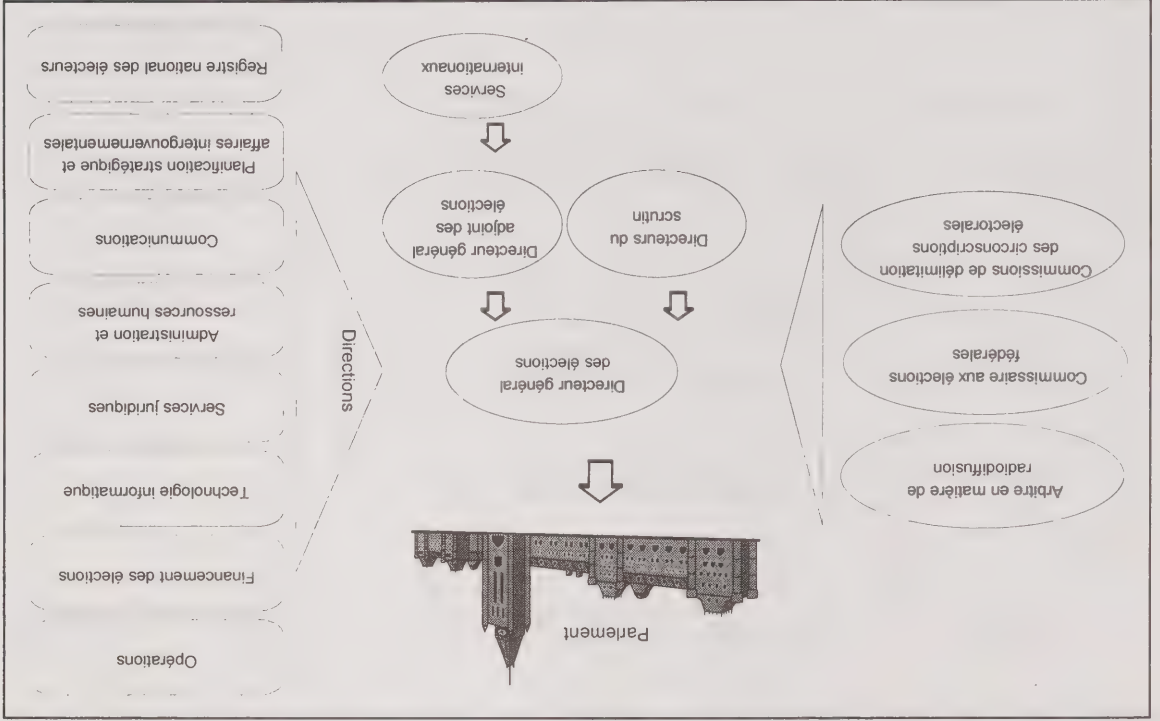 Parlement
Arbitre en matière de
radiodiffusion
Commissaire aux élections
fédérales
Commissions de délimitation
des circonscriptions
électorales
Directeur général
des élections
Directeurs du
scrutin
Directeur général
adjoint des
élections
Services
internationaux
Directions
Opérations
Financement des élections
Technologie informatique
Services juridiques
Administration et
ressources humaines
Communications
Planification stratégique et
affaires intergouvernementales
Registre national des électeurs